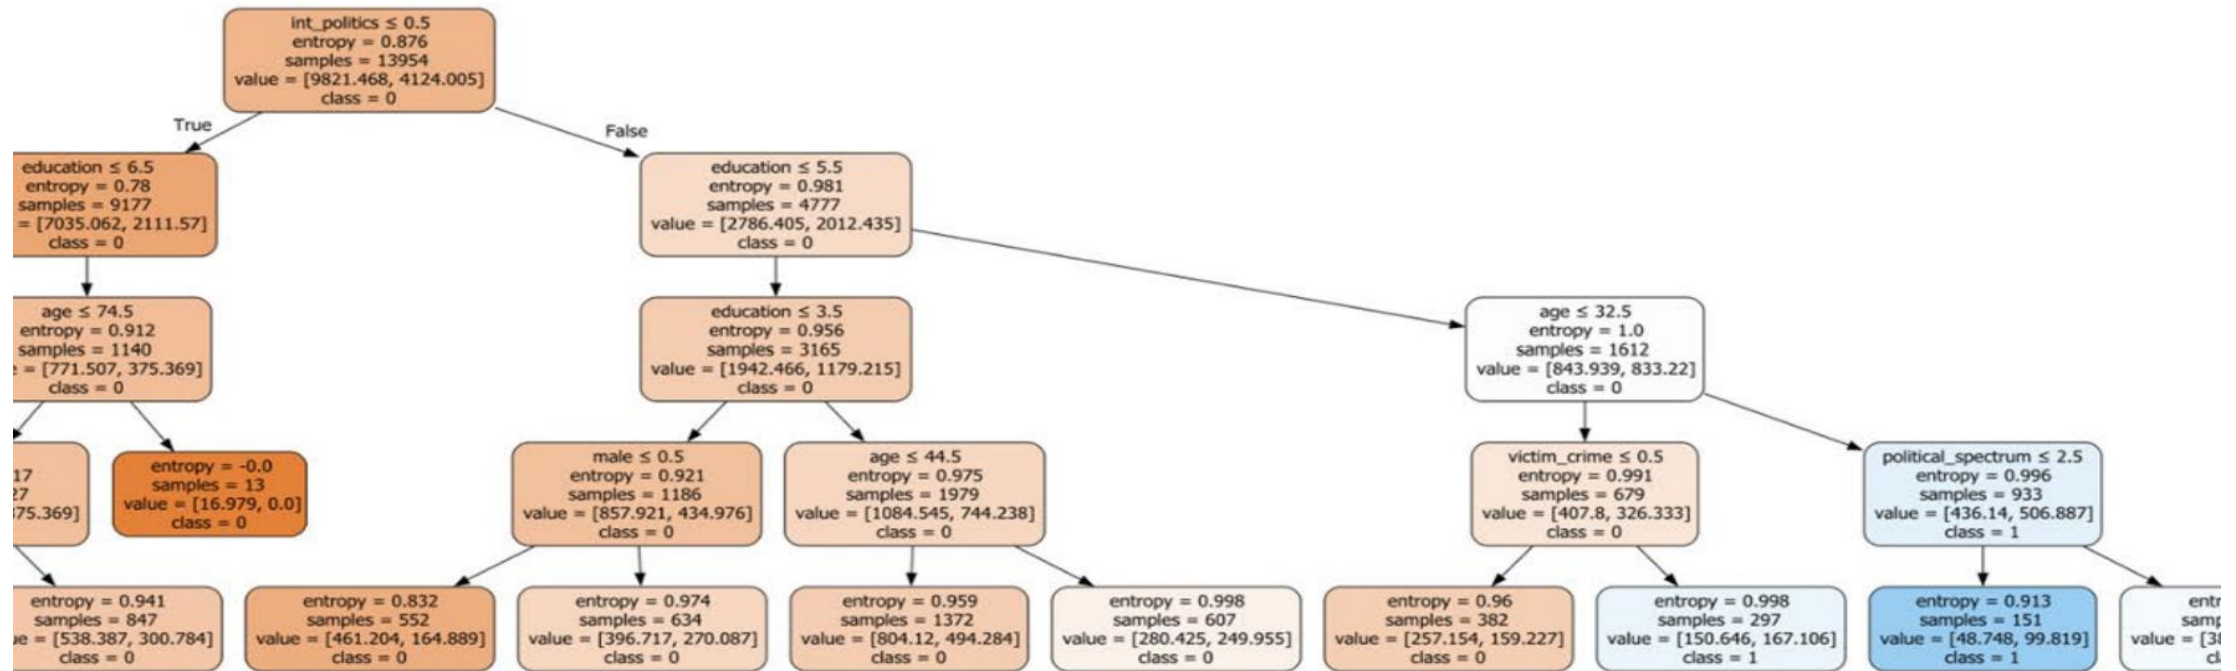 int_politics ≤ 0.5
entropy = 0.876
samples = 13954
value = [9821.468, 4124.005]
class = 0
True
False
education ≤ 6.5
entropy = 0.78
samples = 9177
= [7035.062, 2111.57]
class = 0
education ≤ 5.5
entropy = 0.981
samples = 4777
value = [2786.405, 2012.435]
class = 0
age ≤ 74.5
entropy = 0.912
samples = 1140
= [771.507, 375.369]
class = 0
education ≤ 3.5
entropy = 0.956
samples = 3165
value = [1942.466, 1179.215]
class = 0
age ≤ 32.5
entropy = 1.0
samples = 1612
value = [843.939, 833.22]
class = 0
17
27
75.369]
entropy = -0.0
samples = 13
value = [16.979, 0.0]
class = 0
male ≤ 0.5
entropy = 0.921
samples = 1186
value = [857.921, 434.976]
class = 0
age ≤ 44.5
entropy = 0.975
samples = 1979
value = [1084.545, 744.238]
class = 0
victim_crime ≤ 0.5
entropy = 0.991
samples = 679
value = [407.8, 326.333]
class = 0
political_spectrum ≤ 2.5
entropy = 0.996
samples = 933
value = [436.14, 506.887]
class = 1
entropy = 0.941
samples = 847
ue = [538.387, 300.784]
class = 0
entropy = 0.832
samples = 552
value = [461.204, 164.889]
class = 0
entropy = 0.974
samples = 634
value = [396.717, 270.087]
class = 0
entropy = 0.959
samples = 1372
value = [804.12, 494.284]
class = 0
entropy = 0.998
samples = 607
value = [280.425, 249.955]
class = 0
entropy = 0.96
samples = 382
value = [257.154, 159.227]
class = 0
entropy = 0.998
samples = 297
value = [150.646, 167.106]
class = 1
entropy = 0.913
samples = 151
value = [48.748, 99.819]
class = 1
entr
samp
value = [38
cl